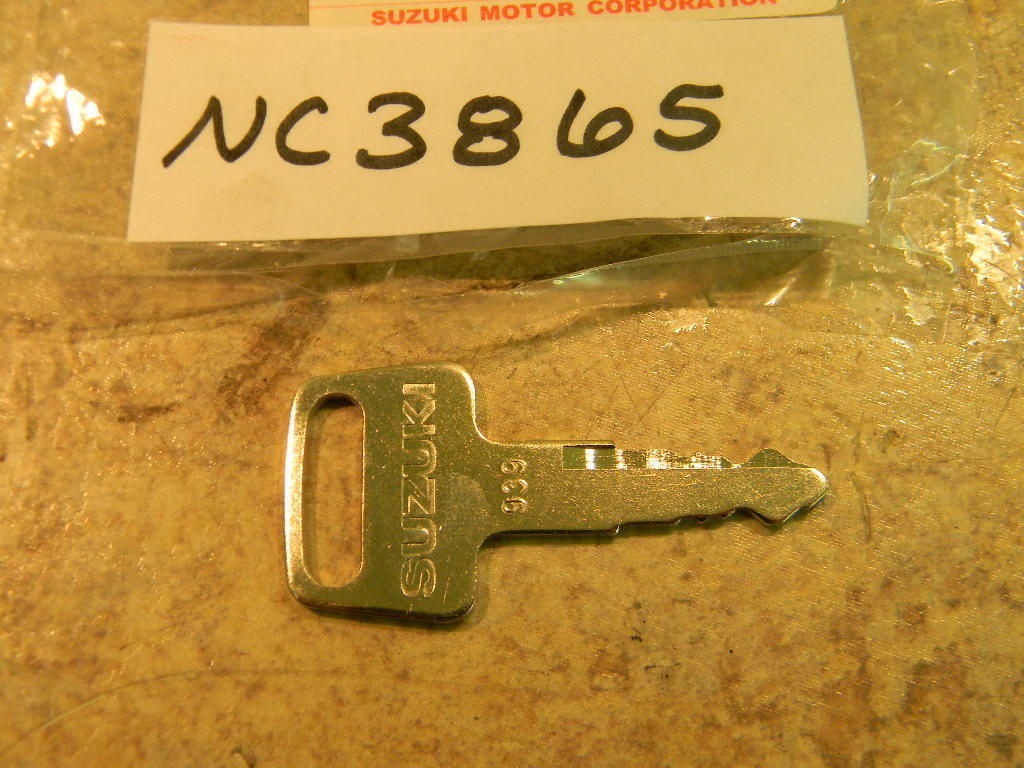 SUZUKI MOTOR CORPORATION
NC3865
SUZUKI
939